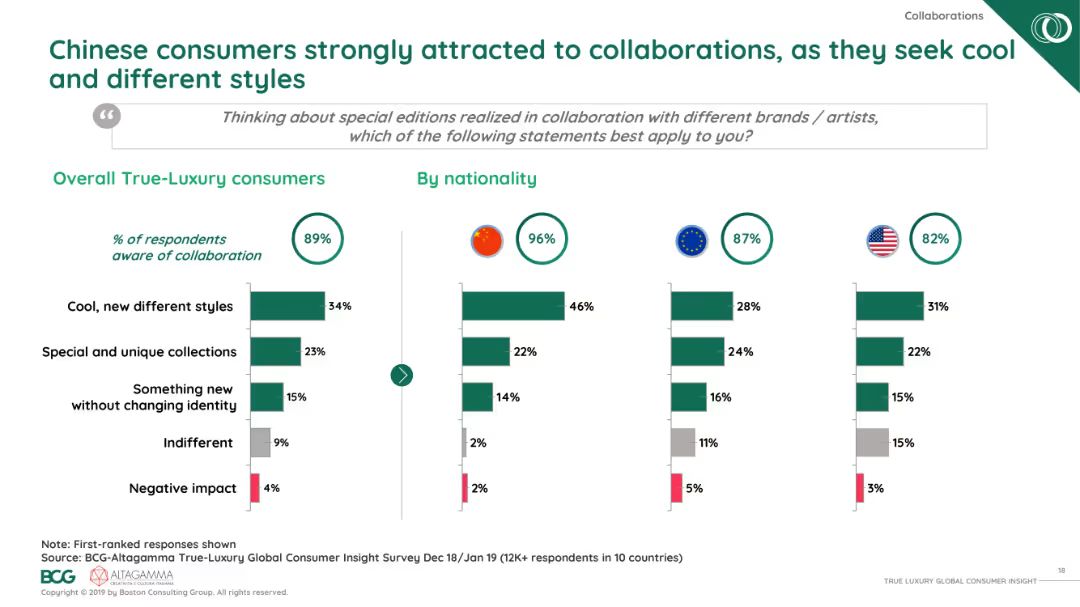 Collaborations
Chinese consumers strongly attracted to collaborations, as they seek cool
and different styles
“
Thinking about special editions realized in collaboration with different brands / artists,
which of the following statements best apply to you?
Overall True-Luxury consumers
By nationality
% of respondents
aware of collaboration
89%
96%
87%
82%
Cool, new different styles
34%
46%
28%
31%
Special and unique collections
23%
22%
24%
22%
Something new
without changing identity
15%
14%
16%
15%
Indifferent
9%
2%
11%
15%
Negative impact
4%
2%
5%
3%
Note: First-ranked responses shown
Source: BCG-Altagamma True-Luxury Global Consumer Insight Survey Dec 18/Jan 19 (12K+ respondents in 10 countries)
BCG
ALTAGAMMA
Copyright © 2019 by Boston Consulting Group. All rights reserved.
18
TRUE LUXURY GLOBAL CONSUMER INSIGHT